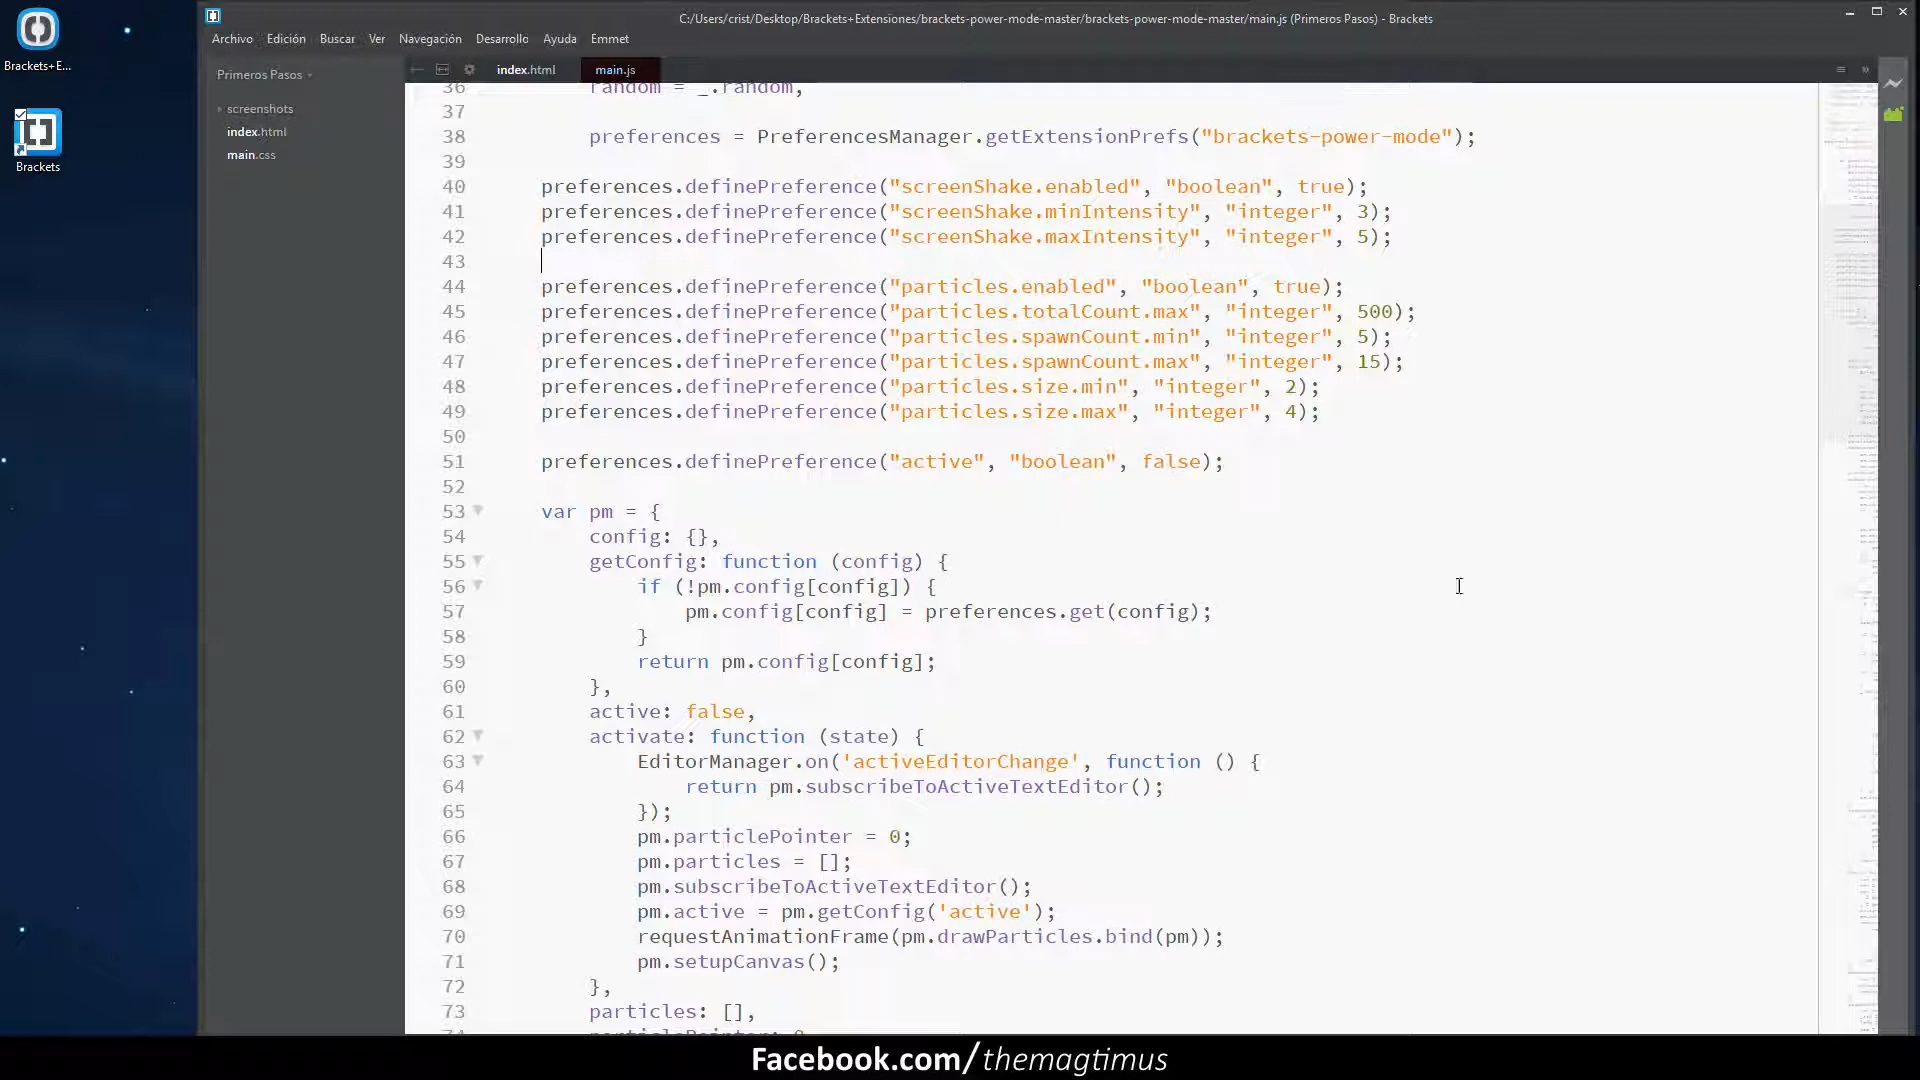 C:/Users/crist/Desktop/Brackets+Extensiones/brackets-power-mode-master/brackets-power-mode-master/main.js (Primeros Pasos) - Brackets
Archivo Edición Buscar Ver Navegación Desarrollo Ayuda Emmet
Brackets+E...
Brackets
Primeros Pasos
screenshots
index.html
main.css
index.html main.js
36 random = _.random,
37
38 preferences = PreferencesManager.getExtensionPrefs("brackets-power-mode");
39
40 preferences.definePreference("screenShake.enabled", "boolean", true);
41 preferences.definePreference("screenShake.minIntensity", "integer", 3);
42 preferences.definePreference("screenShake.maxIntensity", "integer", 5);
43
44 preferences.definePreference("particles.enabled", "boolean", true);
45 preferences.definePreference("particles.totalCount.max", "integer", 500);
46 preferences.definePreference("particles.spawnCount.min", "integer", 5);
47 preferences.definePreference("particles.spawnCount.max", "integer", 15);
48 preferences.definePreference("particles.size.min", "integer", 2);
49 preferences.definePreference("particles.size.max", "integer", 4);
50
51 preferences.definePreference("active", "boolean", false);
52
53 var pm = {
54 config: {},
55 getConfig: function (config) {
56 if (!pm.config[config]) {
57 pm.config[config] = preferences.get(config);
58 }
59 return pm.config[config];
60 },
61 active: false,
62 activate: function (state) {
63 EditorManager.on('activeEditorChange', function () {
64 return pm.subscribeToActiveTextEditor();
65 });
66 pm.particlePointer = 0;
67 pm.particles = [];
68 pm.subscribeToActiveTextEditor();
69 pm.active = pm.getConfig('active');
70 requestAnimationFrame(pm.drawParticles.bind(pm));
71 pm.setupCanvas();
72 },
73 particles: [],
Facebook.com/themagtimus